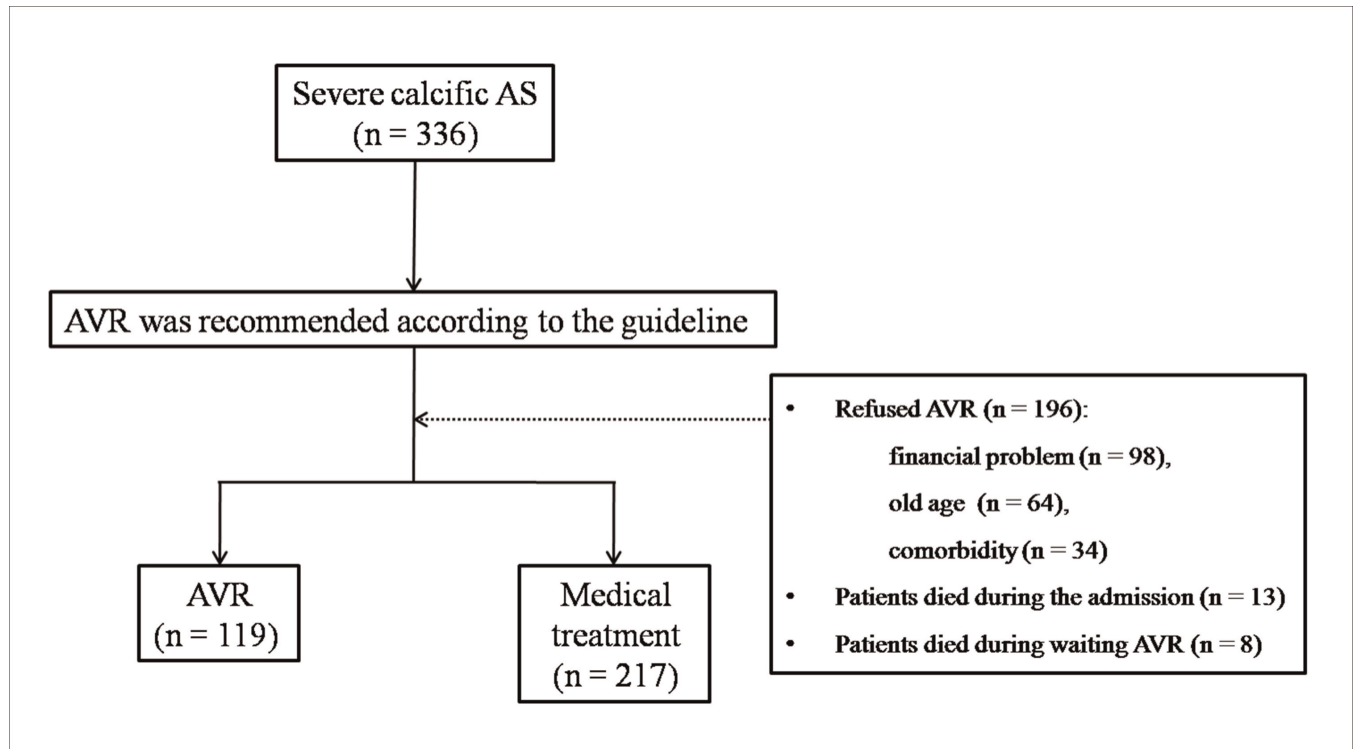 Severe calcific AS
(n = 336)
AVR was recommended according to the guideline
• Refused AVR (n = 196):
financial problem (n = 98),
old age (n = 64),
comorbidity (n = 34)
• Patients died during the admission (n = 13)
• Patients died during waiting AVR (n = 8)
AVR
(n = 119)
Medical
treatment
(n = 217)